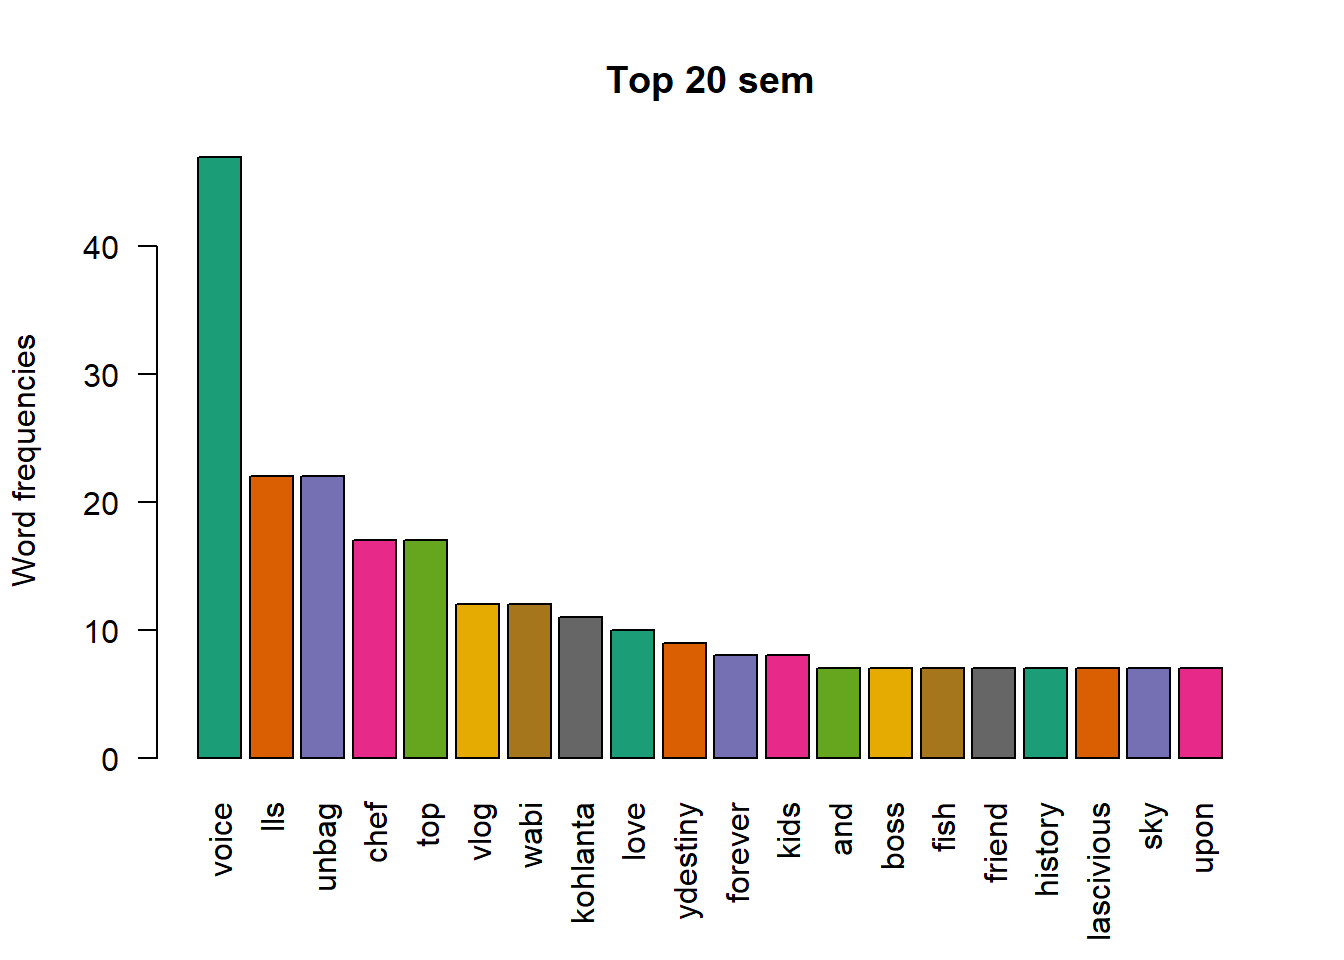 Top 20 sem
Word frequencies
40
30
20
10
0
voice
lls
unbag
chef
top
vlog
wabi
kohlanta
love
ydestiny
forever
kids
and
boss
fish
friend
history
lascivious
sky
upon